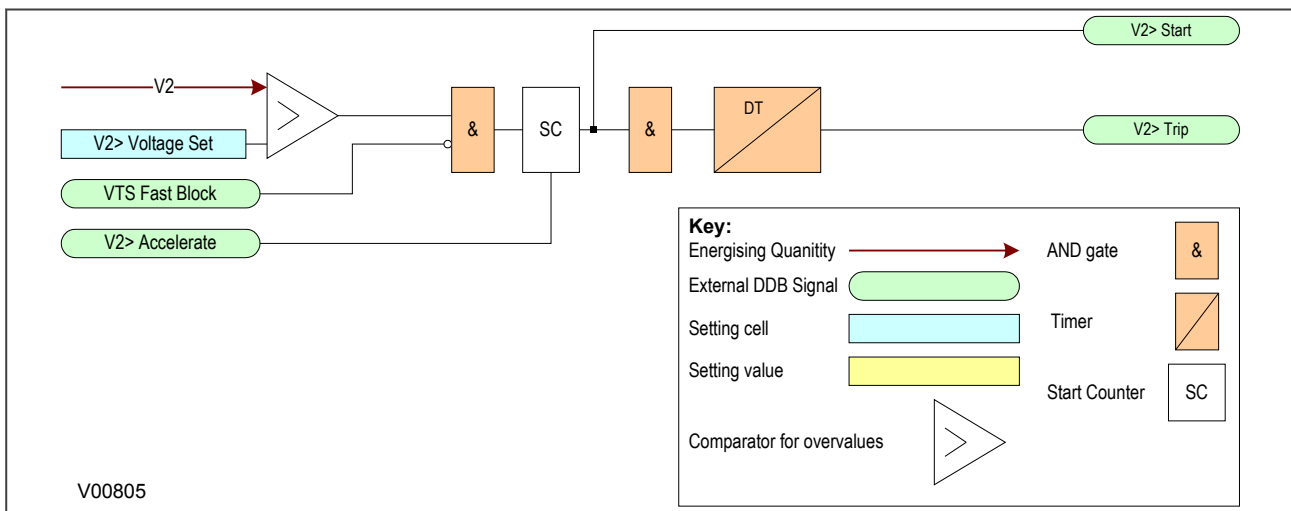 V2> Start
V2
DT
V2> Trip
&
SC
&
V2> Voltage Set
VTS Fast Block
V2> Accelerate
Key:
Energising Quanitity
AND gate
&
External DDB Signal
Setting cell
Timer
Setting value
Start Counter
SC
Comparator for overvalues
V00805